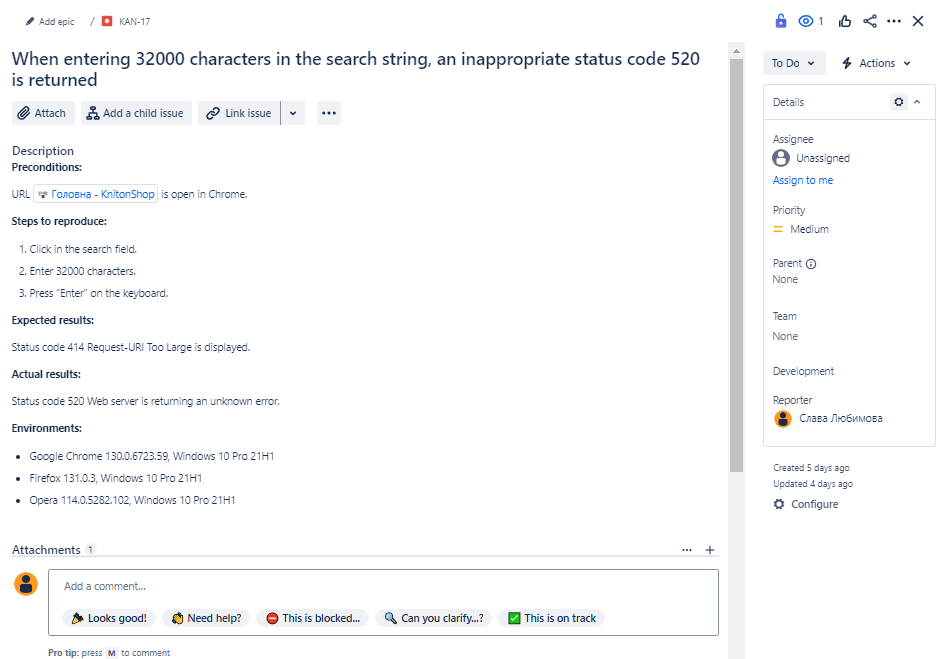 Add epic / KAN-17
1
When entering 32000 characters in the search string, an inappropriate status code 520
is returned
Attach Add a child issue Link issue
Description
Preconditions:
URL Головна - KnitonShop is open in Chrome.
Steps to reproduce:
1. Click in the search field.
2. Enter 32000 characters.
3. Press “Enter” on the keyboard.
Expected results:
Status code 414 Request-URI Too Large is displayed.
Actual results:
Status code 520 Web server is returning an unknown error.
Environments:
• Google Chrome 130.0.6723.59, Windows 10 Pro 21H1
• Firefox 131.0.3, Windows 10 Pro 21H1
• Opera 114.0.5282.102, Windows 10 Pro 21H1
Attachments 1
Add a comment...
Looks good! Need help? This is blocked... Can you clarify...? This is on track
Pro tip: press M to comment
To Do Actions
Details
Assignee
Unassigned
Assign to me
Priority
Medium
Parent
None
Team
None
Development
Reporter
Слава Любимова
Created 5 days ago
Updated 4 days ago
Configure